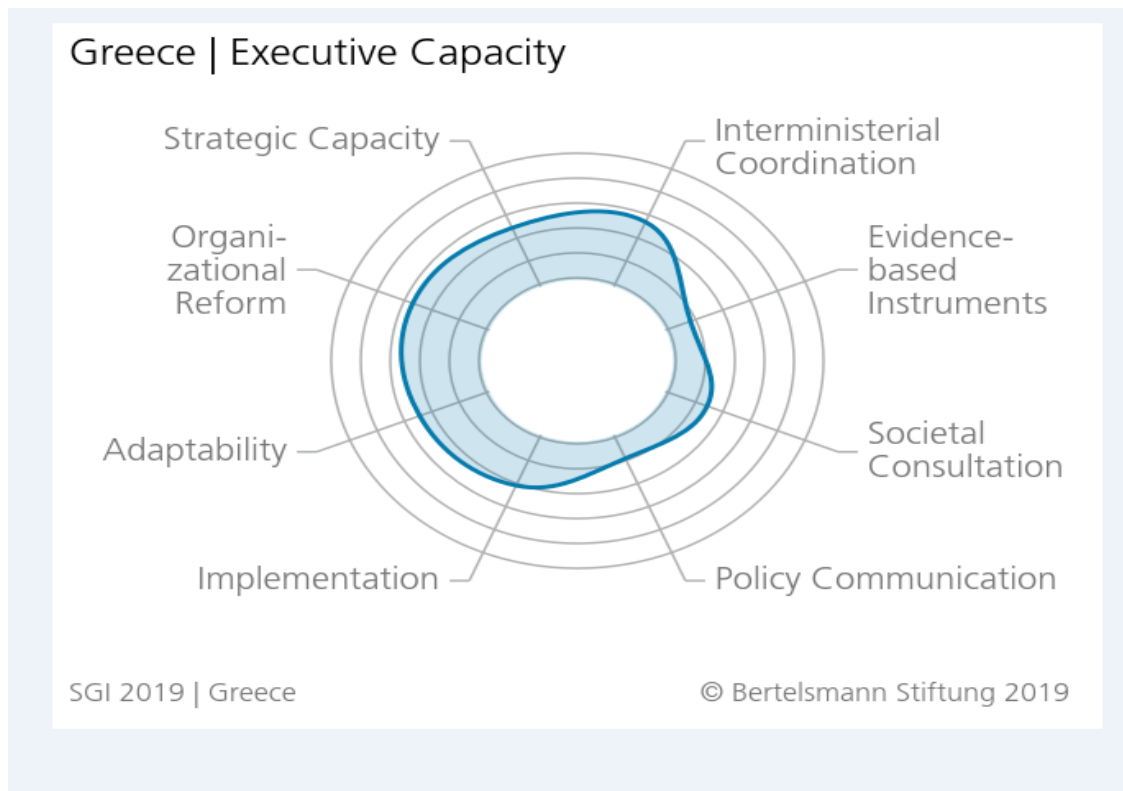 Greece | Executive Capacity
Strategic Capacity
Interministerial
Coordination
Organi-
zational
Reform
Evidence-
based
Instruments
Adaptability
Societal
Consultation
Implementation
Policy Communication
SGI 2019 | Greece
© Bertelsmann Stiftung 2019